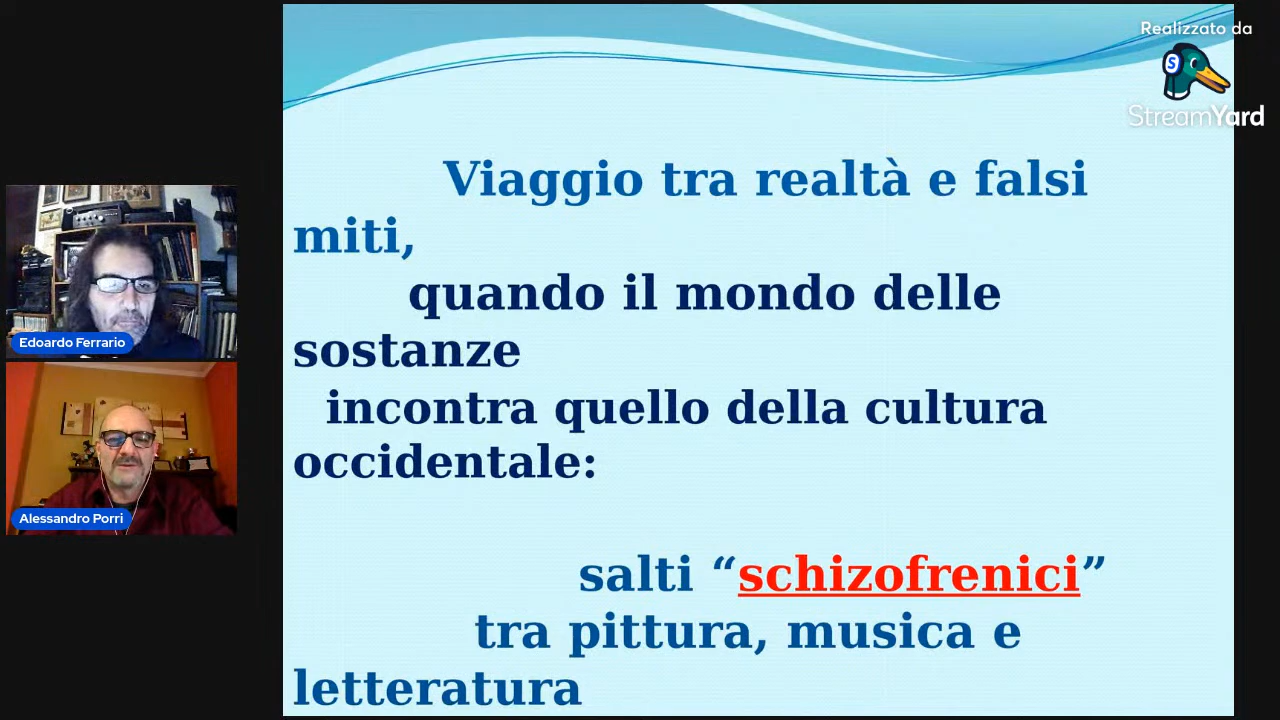 Realizzato da
StreamYard
Viaggio tra realtà e falsi
miti,
quando il mondo delle
sostanze
incontra quello della cultura
occidentale:
salti “schizofrenici”
tra pittura, musica e
letteratura
Edoardo Ferrario
Alessandro Porri